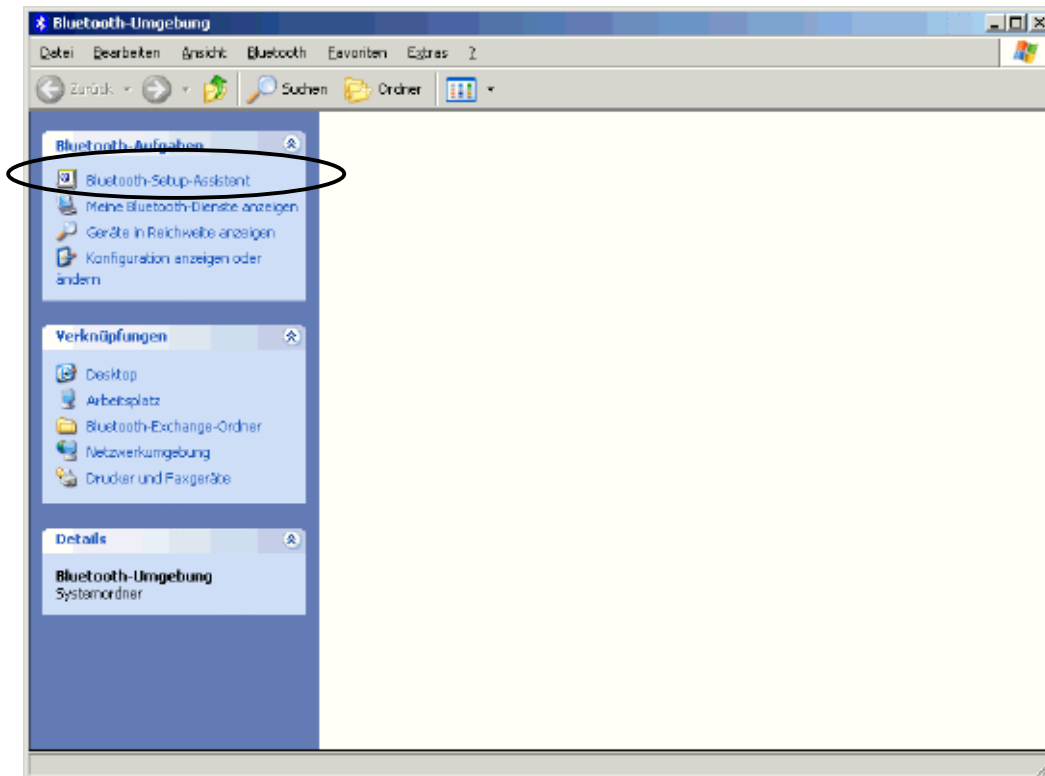 Bluetooth-Umgebung
Datei Bearbeiten Ansicht Bluetooth Favoriten Extras ?
Zurück Suchen Ordner
Bluetooth-Aufgaben
Bluetooth-Setup-Assistent
Meine Bluetooth-Dienste anzeigen
Geräte in Reichweite anzeigen
Konfiguration anzeigen oder
ändern
Verknüpfungen
Desktop
Arbeitsplatz
Bluetooth-Exchange-Ordner
Netzwerkumgebung
Drucker und Faxgeräte
Details
Bluetooth-Umgebung
Systemordner